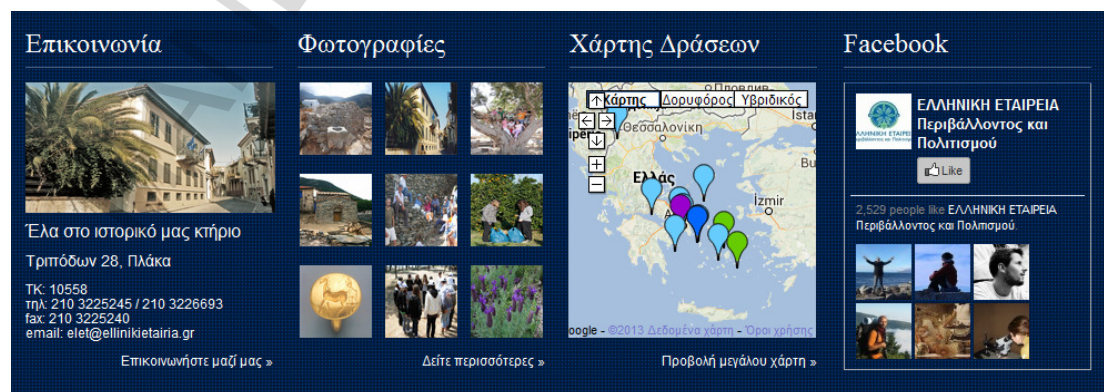 Επικοινωνία
Έλα στο ιστορικό μας κτήριο
Τριπόδων 28, Πλάκα
ΤΚ: 10558
τηλ: 210 3225245 / 210 3226693
fax: 210 3225240
email: elet@ellinikietairia.gr
Επικοινωνήστε μαζί μας »
Φωτογραφίες
Δείτε περισσότερες »
Χάρτης Δράσεων
Χάρτης Δορυφόρος Υβριδικός
Θεσσαλονίκη
Ελλάς
İzmir
oogle - ©2013 Δεδομένα χάρτη - Όροι χρήσης
Προβολή μεγάλου χάρτη »
Facebook
ΕΛΛΗΝΙΚΗ ΕΤΑΙΡΕΙΑ
Περιβάλλοντος και
Πολιτισμού
Like
2,529 people like ΕΛΛΗΝΙΚΗ ΕΤΑΙΡΕΙΑ
Περιβάλλοντος και Πολιτισμού.